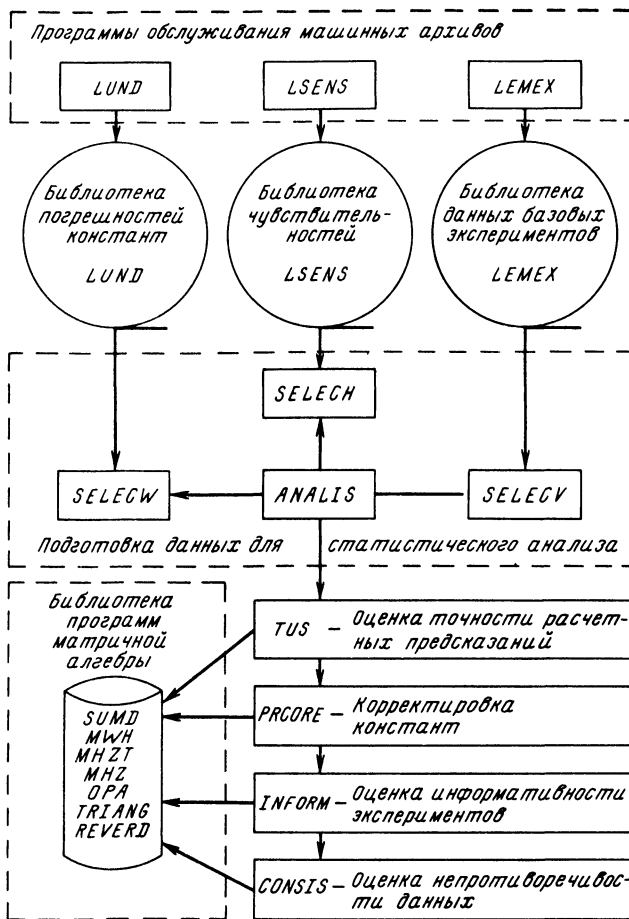 Программы обслуживания машинных архивов
LUND
LSENS
LEMEX
Библиотека
погрешностей
констант
LUND
Библиотека
чувствитель-
ностей
LSENS
Библиотека
данных базовых
экспериментов
LEMEX
SELECH
SELECW
ANALIS
SELECV
Подготовка данных для статистического анализа
Библиотека
программ
матричной
алгебры
SUMD
MWH
MHZT
MHZ
OPA
TRIANG
REVERD
TUS — Оценка точности расчет-
ных предсказаний
PRCORE — Корректировка
констант
INFORM — Оценка информативности
экспериментов
CONSIS — Оценка непротиворечивос-
ти данных